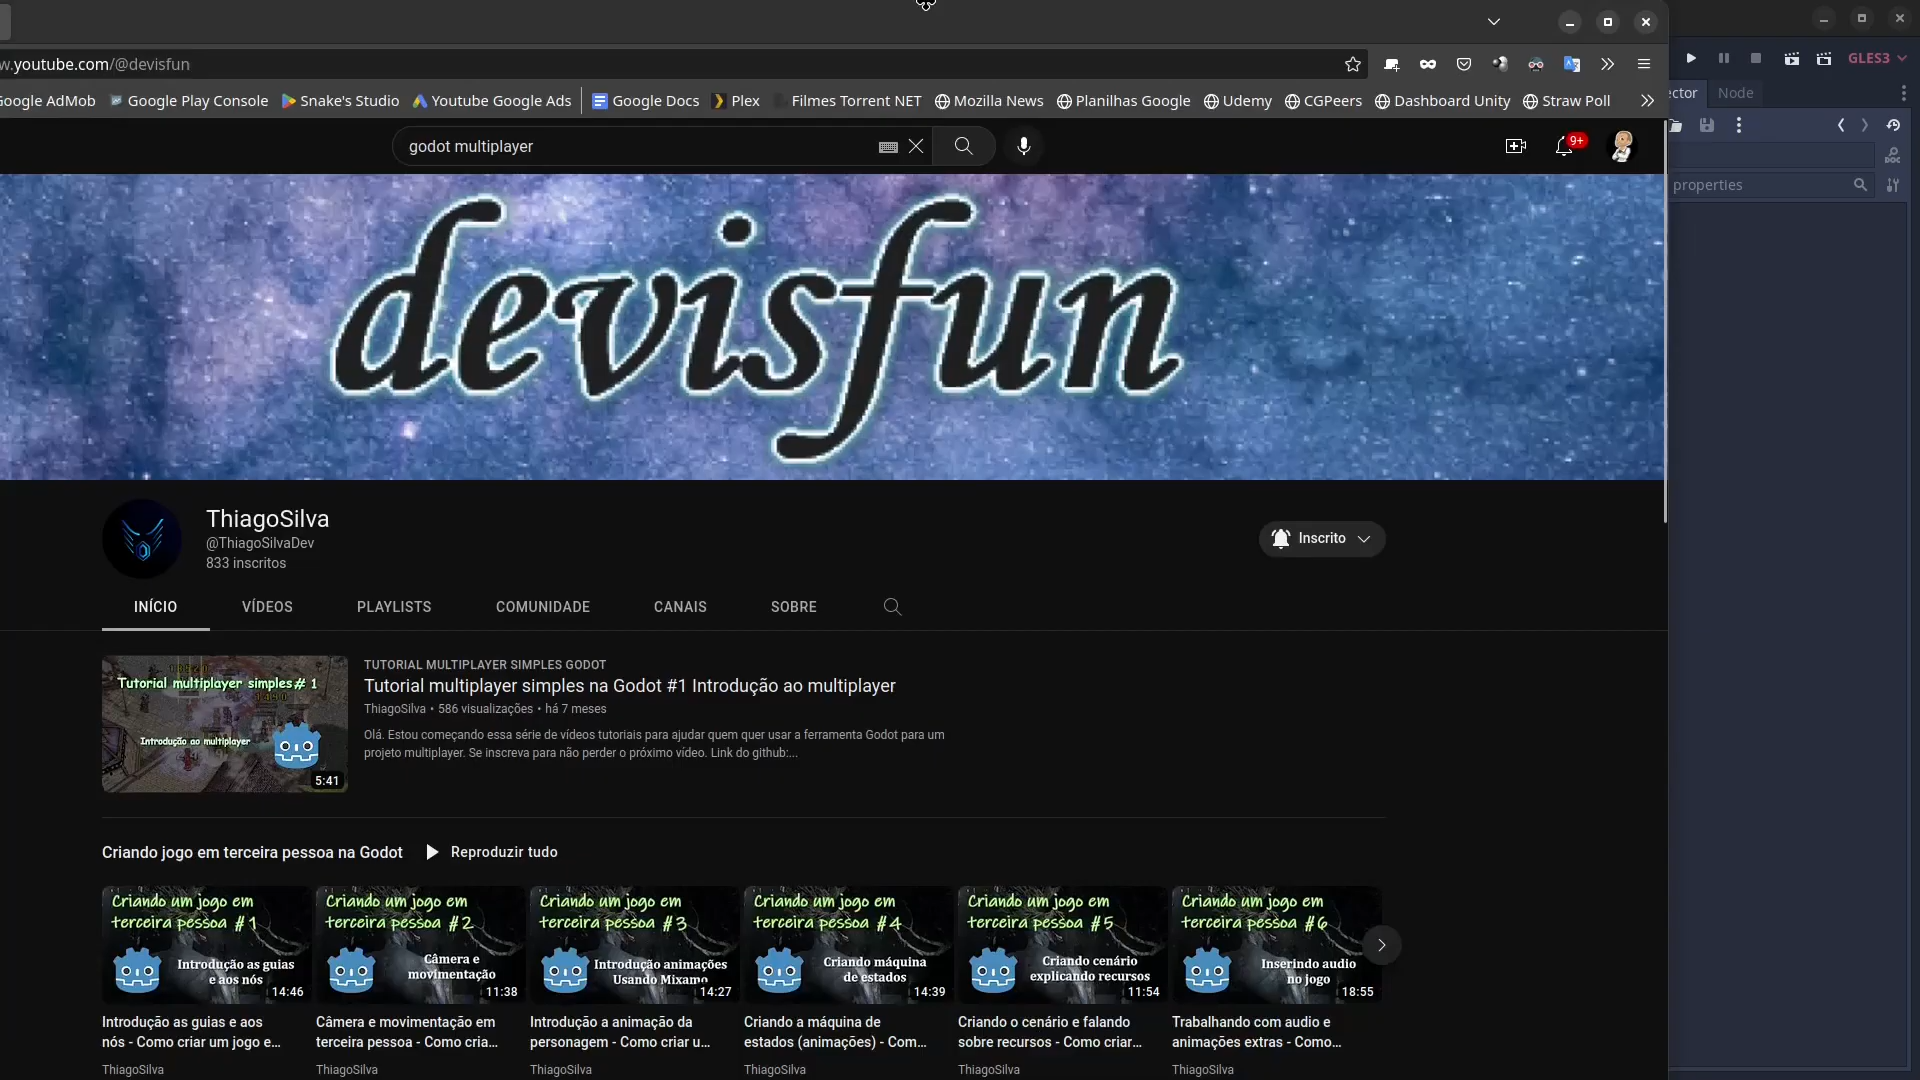 w.youtube.com/@devisfun
GLES3
Google AdMob Google Play Console Snake's Studio Youtube Google Ads Google Docs Plex Filmes Torrent NET Mozilla News Planilhas Google Udemy CGPeers Dashboard Unity Straw Poll
ector Node
godot multiplayer
9+
properties
devisfun
ThiagoSilva
@ThiagoSilvaDev
833 inscritos
Inscrito
INÍCIO VÍDEOS PLAYLISTS COMUNIDADE CANAIS SOBRE
Tutorial multiplayer simples# 1
Introdução ao multiplayer
5:41
TUTORIAL MULTIPLAYER SIMPLES GODOT
Tutorial multiplayer simples na Godot #1 Introdução ao multiplayer
ThiagoSilva • 586 visualizações • há 7 meses
Olá. Estou começando essa série de vídeos tutoriais para ajudar quem quer usar a ferramenta Godot para um
projeto multiplayer. Se inscreva para não perder o próximo vídeo. Link do github:...
Criando jogo em terceira pessoa na Godot Reproduzir tudo
Criando um jogo em
terceira pessoa #1
Introdução as guias
e aos nós
14:46
Criando um jogo em
terceira pessoa #2
Câmera e
movimentação
11:38
Criando um jogo em
terceira pessoa #3
Introdução animações
Usando Mixamo
14:27
Criando um jogo em
terceira pessoa #4
Criando máquina
de estados
14:39
Criando um jogo em
terceira pessoa #5
Criando cenário
explicando recursos
11:54
Criando um jogo em
terceira pessoa #6
Inserindo audio
no jogo
18:55
Introdução as guias e aos
nós - Como criar um jogo e...
ThiagoSilva
Câmera e movimentação em
terceira pessoa - Como cria...
ThiagoSilva
Introdução a animação da
personagem - Como criar u...
ThiagoSilva
Criando a máquina de
estados (animações) - Com...
ThiagoSilva
Criando o cenário e falando
sobre recursos - Como criar...
ThiagoSilva
Trabalhando com audio e
animações extras - Como...
ThiagoSilva